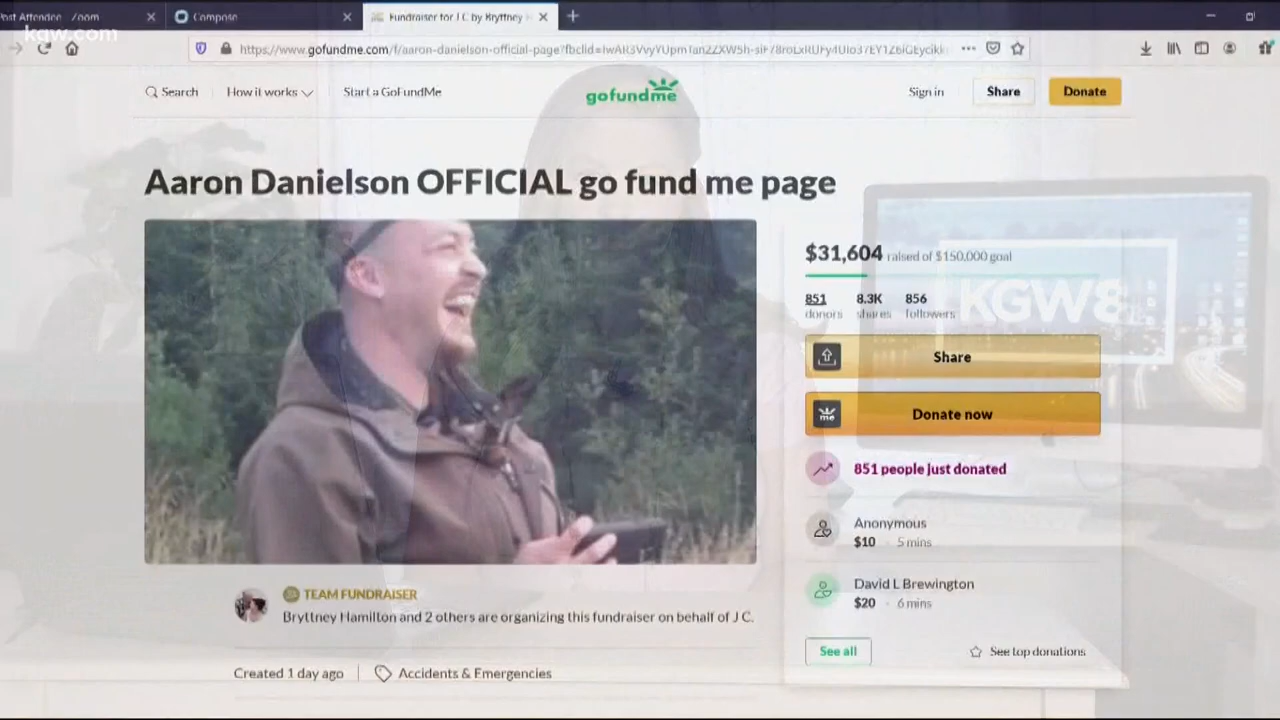 ost Attendee - Zoom
Compose
Fundraiser for J C by Bryttney
kgw.com
https://www.gofundme.com/f/aaron-danielson-official-page
Search
How it works
Start a GoFundMe
gofundme
Sign in
Share
Donate
Aaron Danielson OFFICIAL go fund me page
$31,604 raised of $150,000 goal
851 8.3K 856
donors shares followers
KGW8
Share
me Donate now
851 people just donated
Anonymous
$10 · 5 mins
David L Brewington
$20 · 6 mins
See all
See top donations
TEAM FUNDRAISER
Bryttney Hamilton and 2 others are organizing this fundraiser on behalf of J C.
Created 1 day ago
Accidents & Emergencies